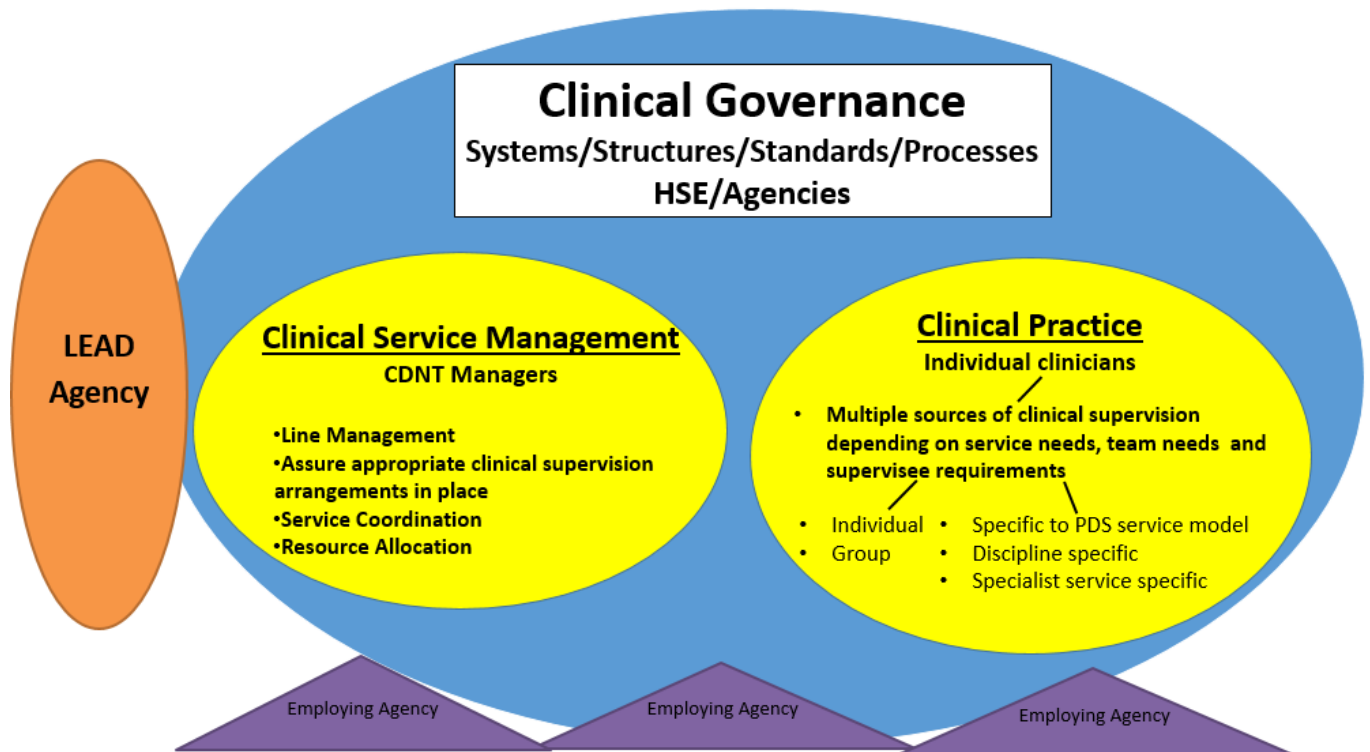 Clinical Governance
Systems/Structures/Standards/Processes
HSE/Agencies
LEAD
Agency
Clinical Service Management
CDNT Managers
•Line Management
•Assure appropriate clinical supervision
arrangements in place
•Service Coordination
•Resource Allocation
Clinical Practice
Individual clinicians
• Multiple sources of clinical supervision
depending on service needs, team needs and
supervisee requirements
• Individual
• Group
• Specific to PDS service model
• Discipline specific
• Specialist service specific
Employing Agency
Employing Agency
Employing Agency